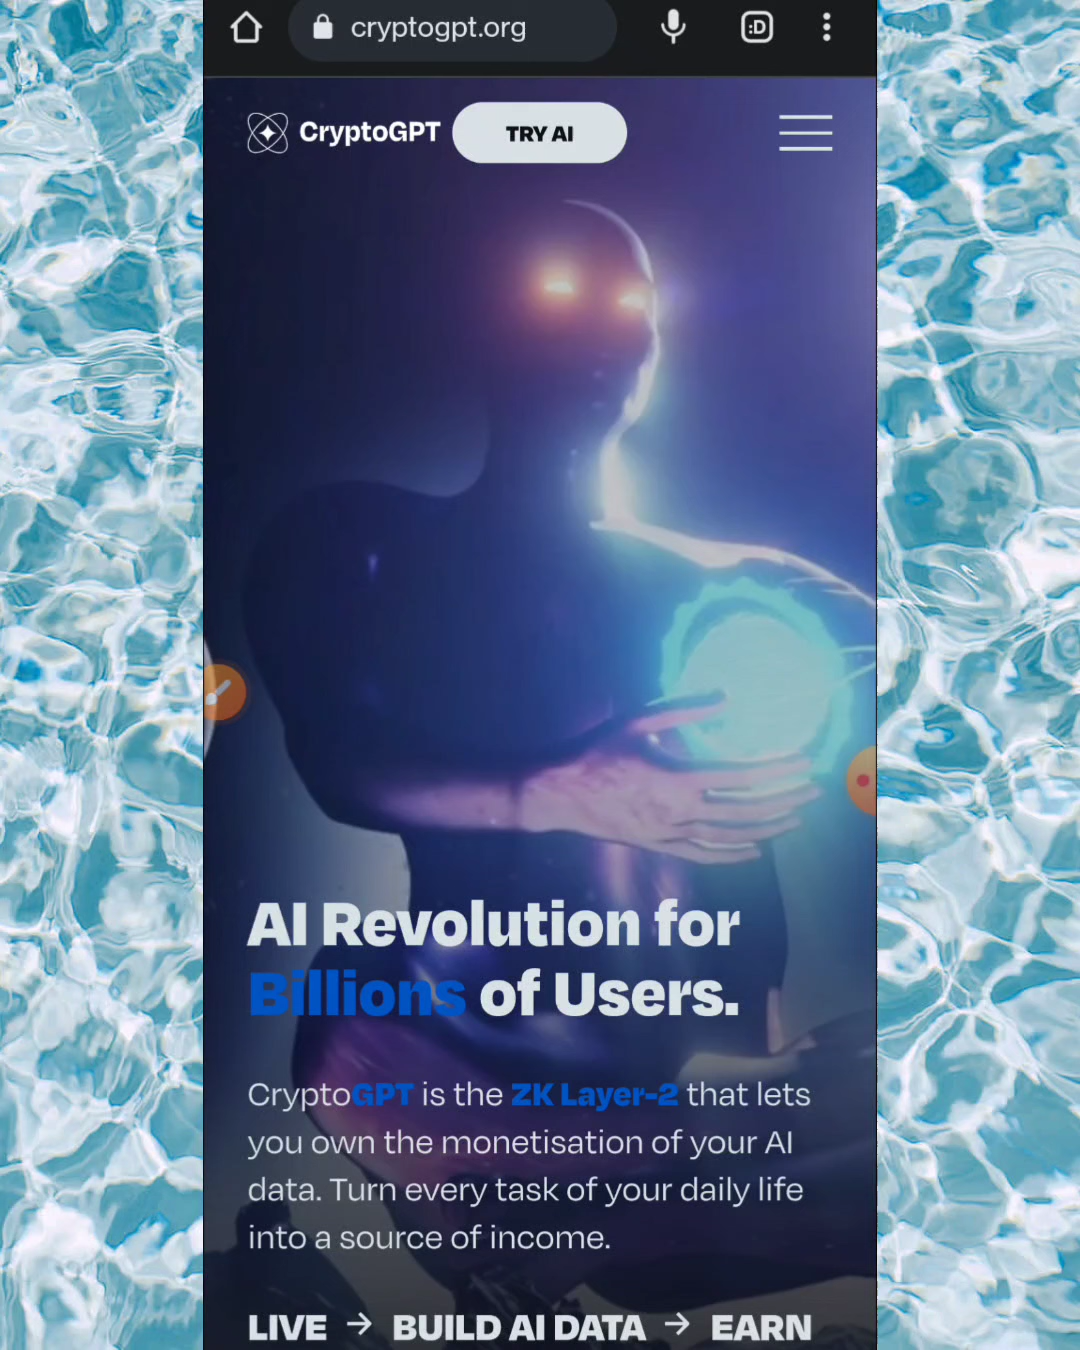 cryptogpt.org
:D
CryptoGPT
TRY AI
AI Revolution for
Billions of Users.
CryptoGPT is the ZK Layer-2 that lets
you own the monetisation of your AI
data. Turn every task of your daily life
into a source of income.
LIVE → BUILD AI DATA → EARN